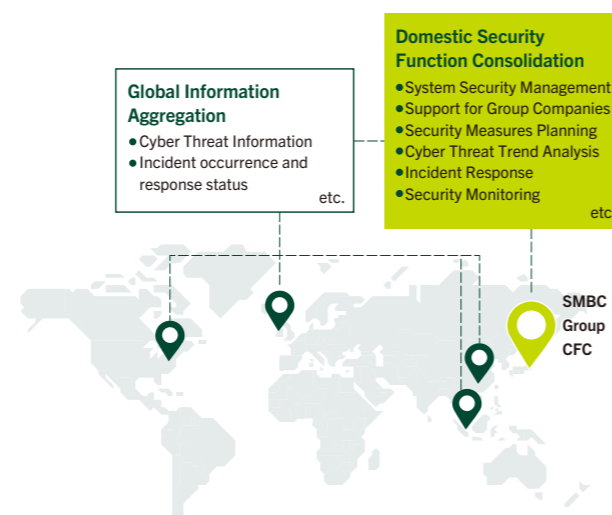 Domestic Security
Function Consolidation
●System Security Management
●Support for Group Companies
●Security Measures Planning
●Cyber Threat Trend Analysis
●Incident Response
●Security Monitoring
etc
Global Information
Aggregation
●Cyber Threat Information
●Incident occurrence and
response status
etc.
SMBC
Group
CFC